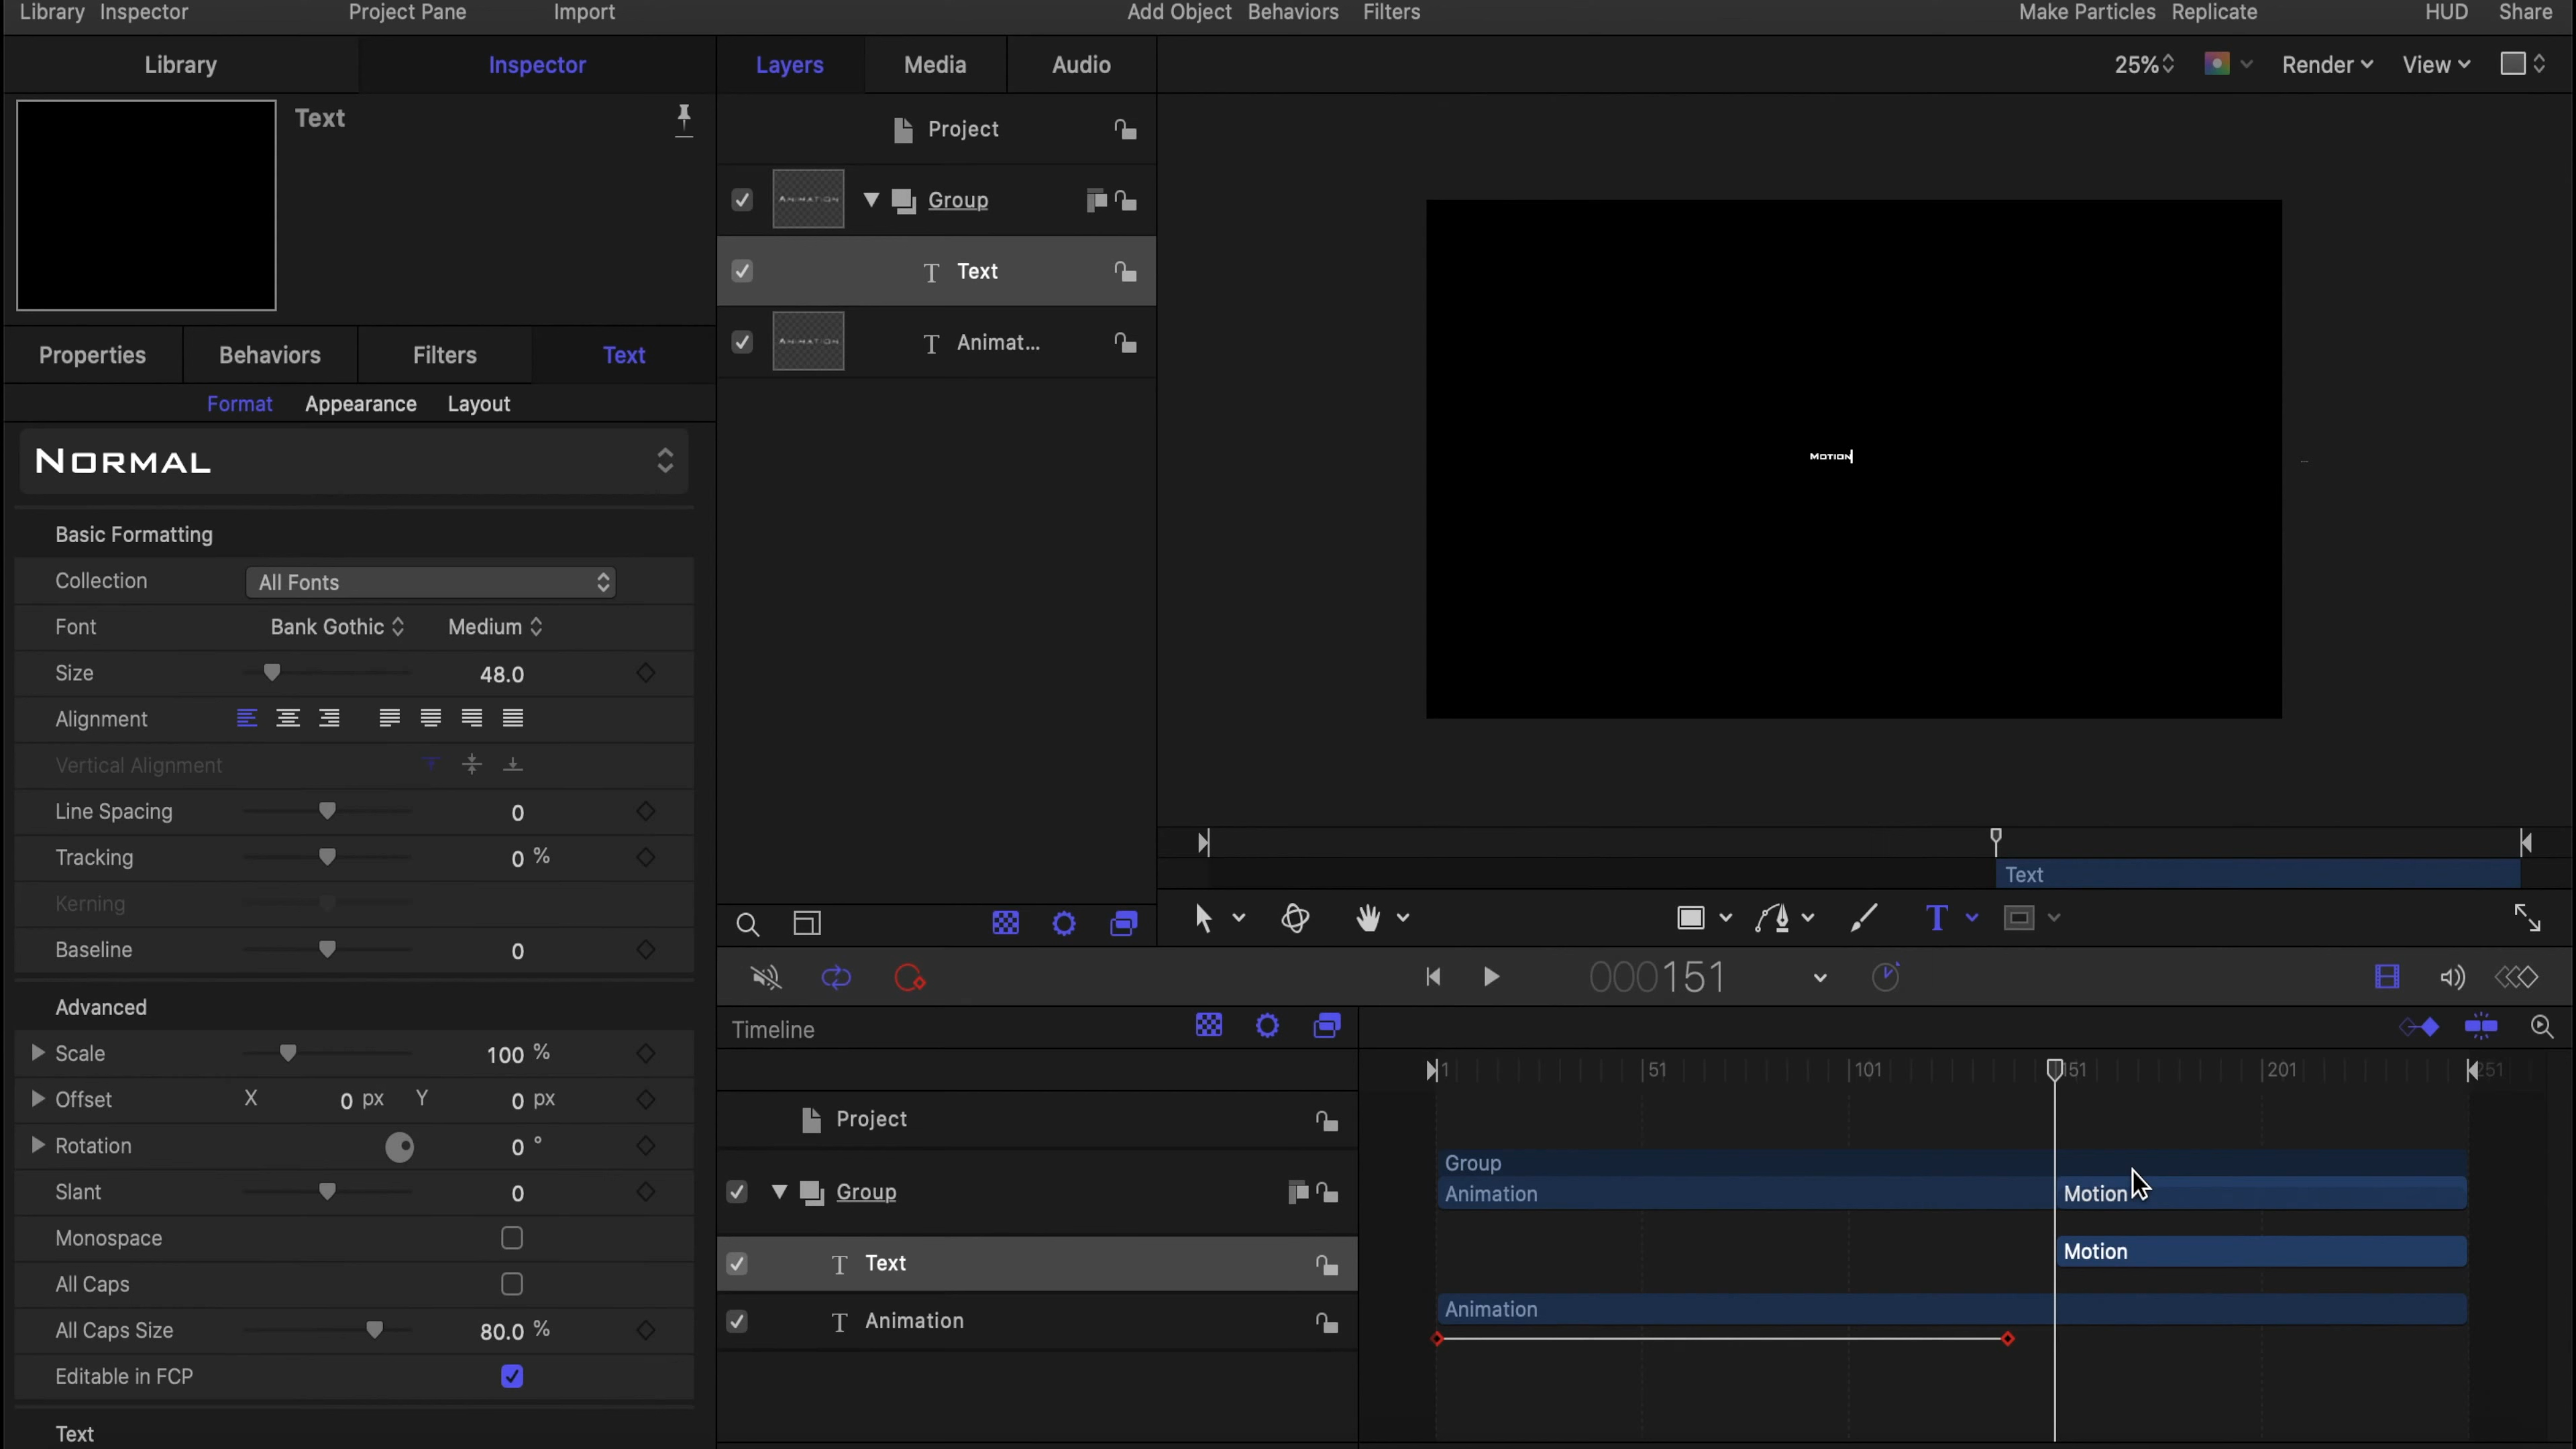 Library Inspector Project Pane Import Add Object Behaviors Filters Make Particles Replicate HUD Share
Library Inspector Layers Media Audio 25% Render View
Text
Project
ANIMATION Group
Text
ANIMATION Animat...
Properties Behaviors Filters Text
Format Appearance Layout
NORMAL
MOTION
Basic Formatting
Collection All Fonts
Font Bank Gothic Medium
Size 48.0
Alignment
Vertical Alignment
Line Spacing 0
Tracking 0 %
Kerning
Baseline 0
Text
T
000151
Advanced
Scale 100 %
Offset X 0 px Y 0 px
Rotation 0 °
Slant 0
Monospace
All Caps
All Caps Size 80.0 %
Editable in FCP
Text
Timeline
1 51 101 151 201 251
Project
Group
Group
Animation Motion
T Text
Motion
T Animation
Animation